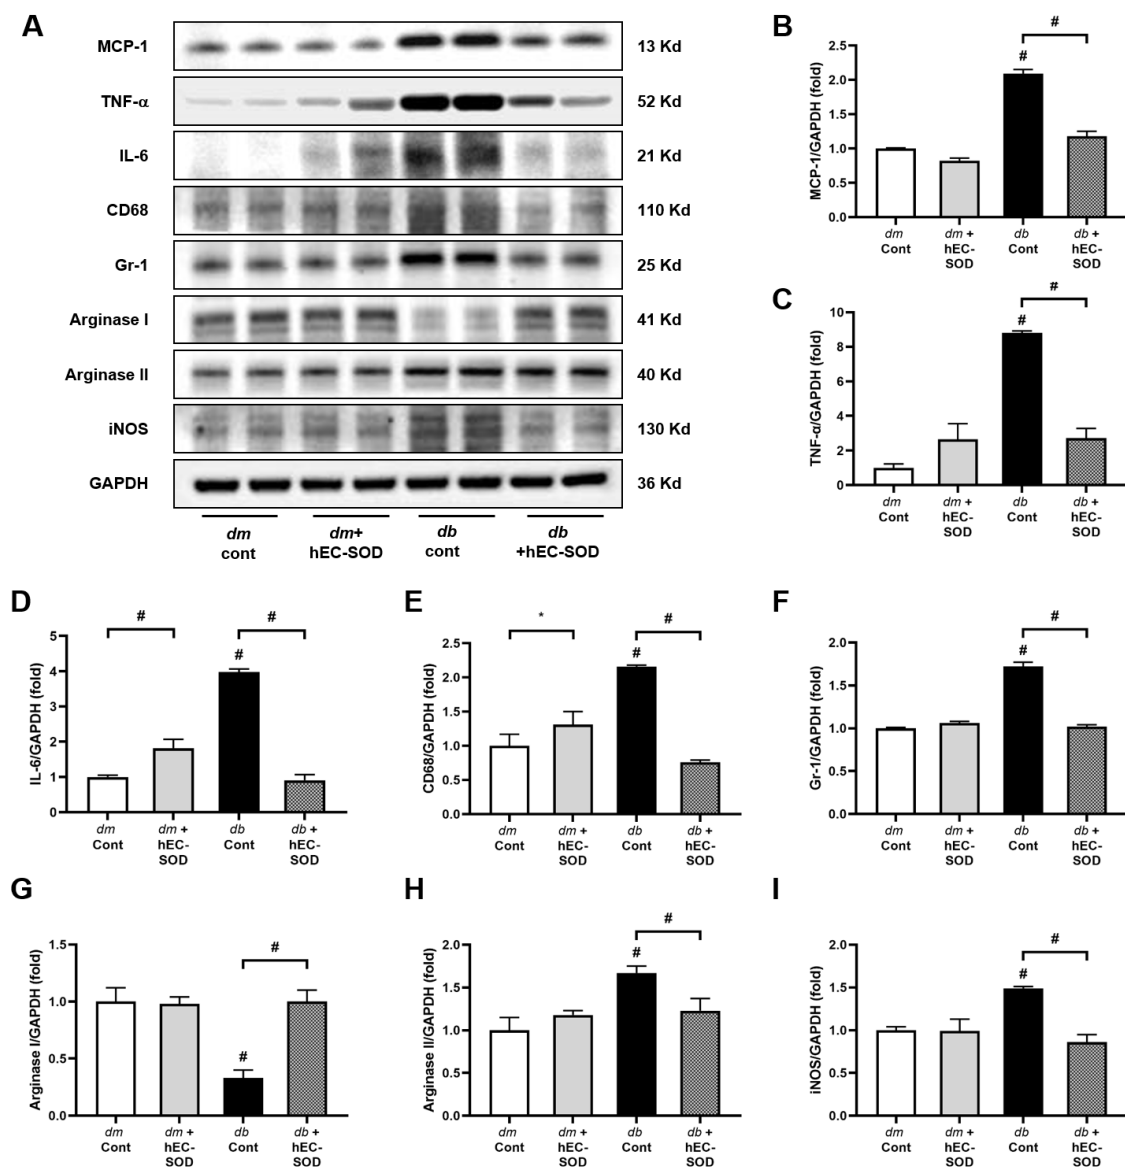 A
MCP-1
13 Kd
TNF-α
52 Kd
IL-6
21 Kd
CD68
110 Kd
Gr-1
25 Kd
Arginase I
41 Kd
Arginase II
40 Kd
iNOS
130 Kd
GAPDH
36 Kd
dm
cont
dm+
hEC-SOD
db
cont
db
+hEC-SOD
B
MCP-1/GAPDH (fold)
2.5
2.0
1.5
1.0
0.5
0.0
#
#
dm
Cont
dm +
hEC-
SOD
db
Cont
db +
hEC-
SOD
C
TNF-α/GAPDH (fold)
10
8
6
4
2
0
#
#
dm
Cont
dm +
hEC-
SOD
db
Cont
db +
hEC-
SOD
D
IL-6/GAPDH (fold)
5
4
3
2
1
0
#
#
#
dm
Cont
dm +
hEC-
SOD
db
Cont
db +
hEC-
SOD
E
CD68/GAPDH (fold)
2.5
2.0
1.5
1.0
0.5
0.0
*
#
#
dm
Cont
dm +
hEC-
SOD
db
Cont
db +
hEC-
SOD
F
Gr-1/GAPDH (fold)
2.0
1.5
1.0
0.5
0.0
#
#
dm
Cont
dm +
hEC-
SOD
db
Cont
db +
hEC-
SOD
G
Arginase I/GAPDH (fold)
1.5
1.0
0.5
0.0
#
#
dm
Cont
dm +
hEC-
SOD
db
Cont
db +
hEC-
SOD
H
Arginase II/GAPDH (fold)
2.0
1.5
1.0
0.5
0.0
#
#
dm
Cont
dm +
hEC-
SOD
db
Cont
db +
hEC-
SOD
I
iNOS/GAPDH (fold)
2.0
1.5
1.0
0.5
0.0
#
#
dm
Cont
dm +
hEC-
SOD
db
Cont
db +
hEC-
SOD